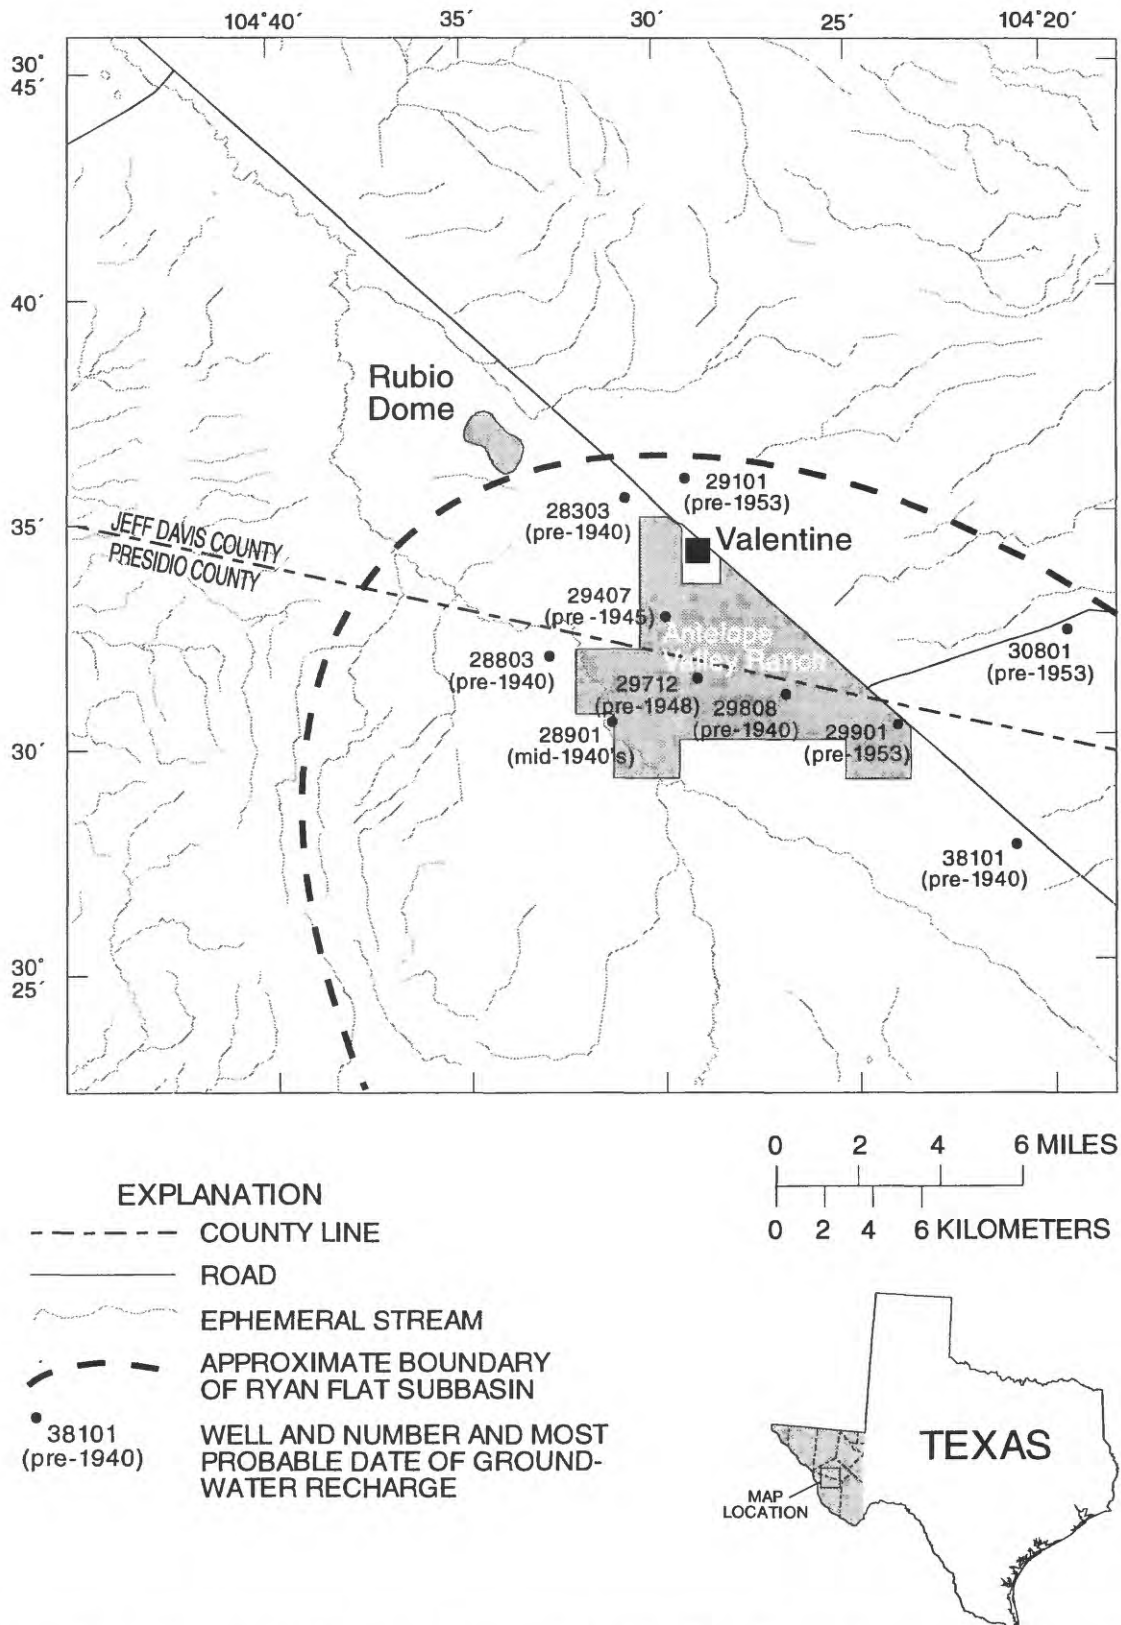 104°40′ 35′ 30′ 25′ 104°20′
30°
45′
40′
Rubio
Dome
29101
(pre-1953)
28303
(pre-1940)
35′
JEFF DAVIS COUNTY
PRESIDIO COUNTY
Valentine
29407
(pre-1945)
Antelope
Valley Ranch
30801
(pre-1953)
28803
(pre-1940)
29712
(pre-1948)
29808
(pre-1940)
28901
(mid-1940's)
29901
(pre-1953)
30′
38101
(pre-1940)
30°
25′
0 2 4 6 MILES
0 2 4 6 KILOMETERS
EXPLANATION
COUNTY LINE
ROAD
EPHEMERAL STREAM
APPROXIMATE BOUNDARY
OF RYAN FLAT SUBBASIN
38101
(pre-1940)
WELL AND NUMBER AND MOST
PROBABLE DATE OF GROUND-
WATER RECHARGE
TEXAS
MAP
LOCATION